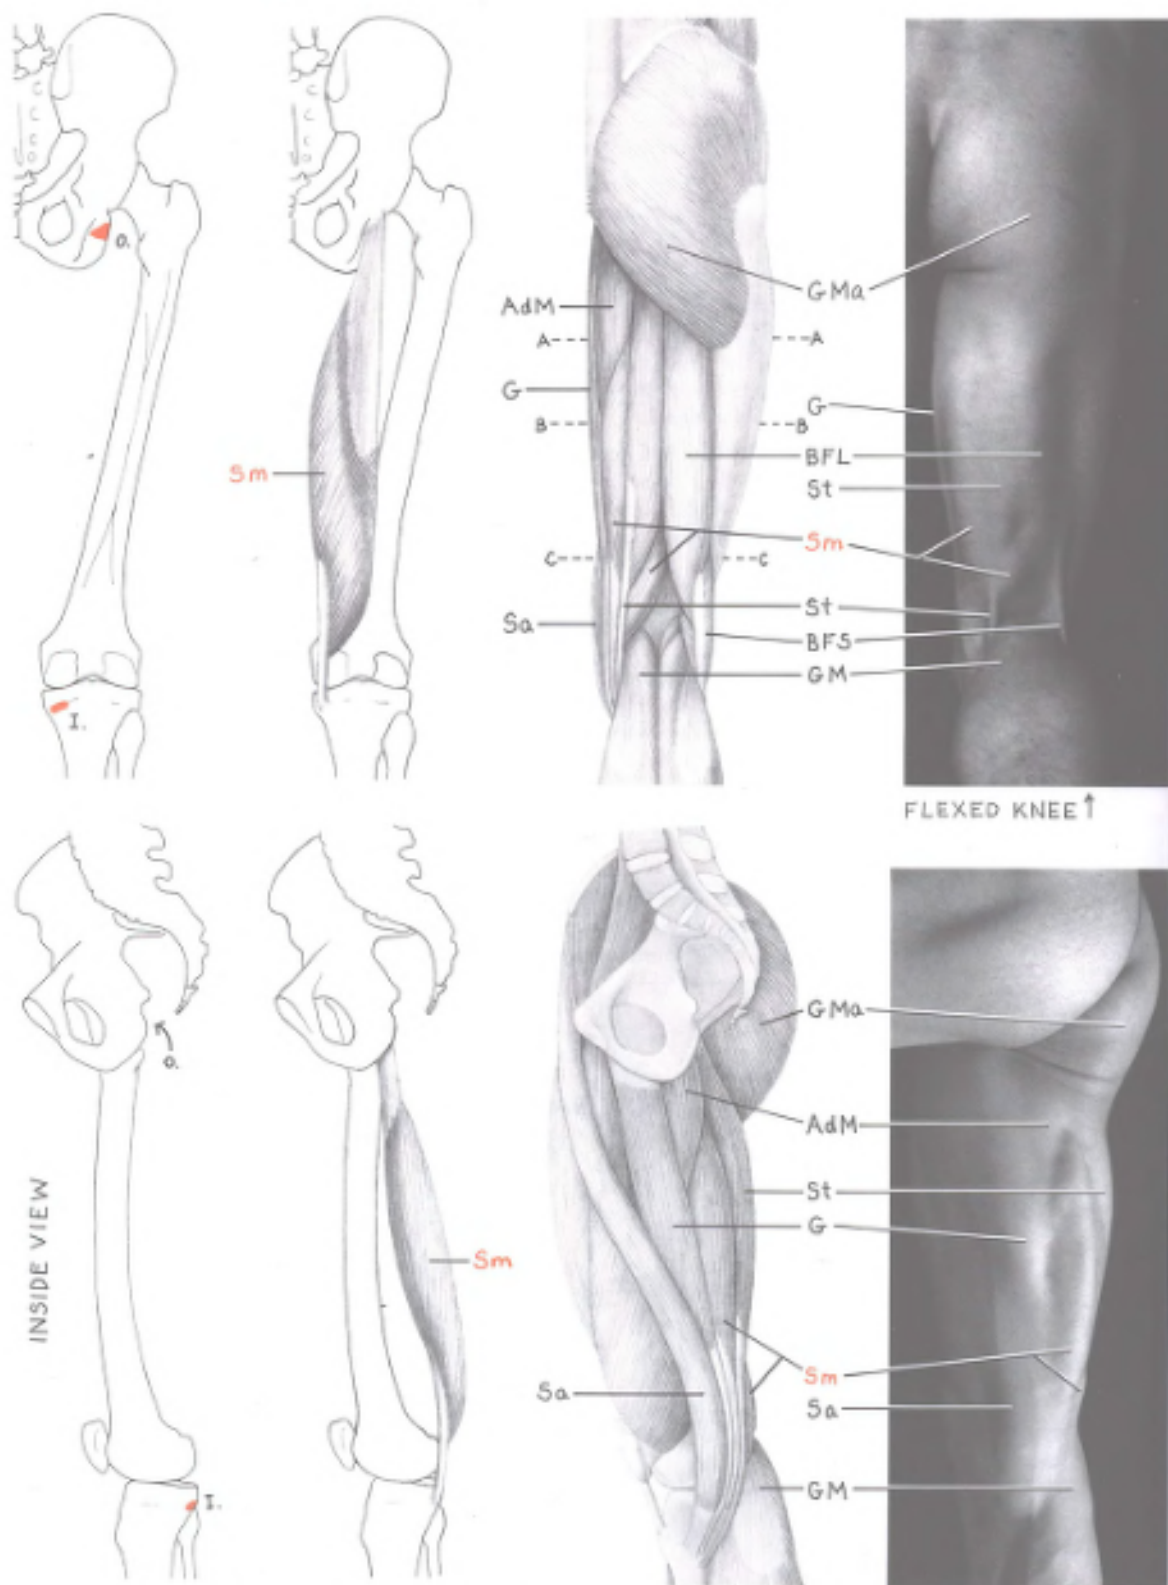 O.
I.
Sm
AdM
A
A
G
B
B
C
C
Sa
GMa
G
BFL
St
Sm
St
BFS
GM
FLEXED KNEE ↑
INSIDE VIEW
O.
I.
Sm
GMa
AdM
St
G
Sm
Sa
Sa
GM